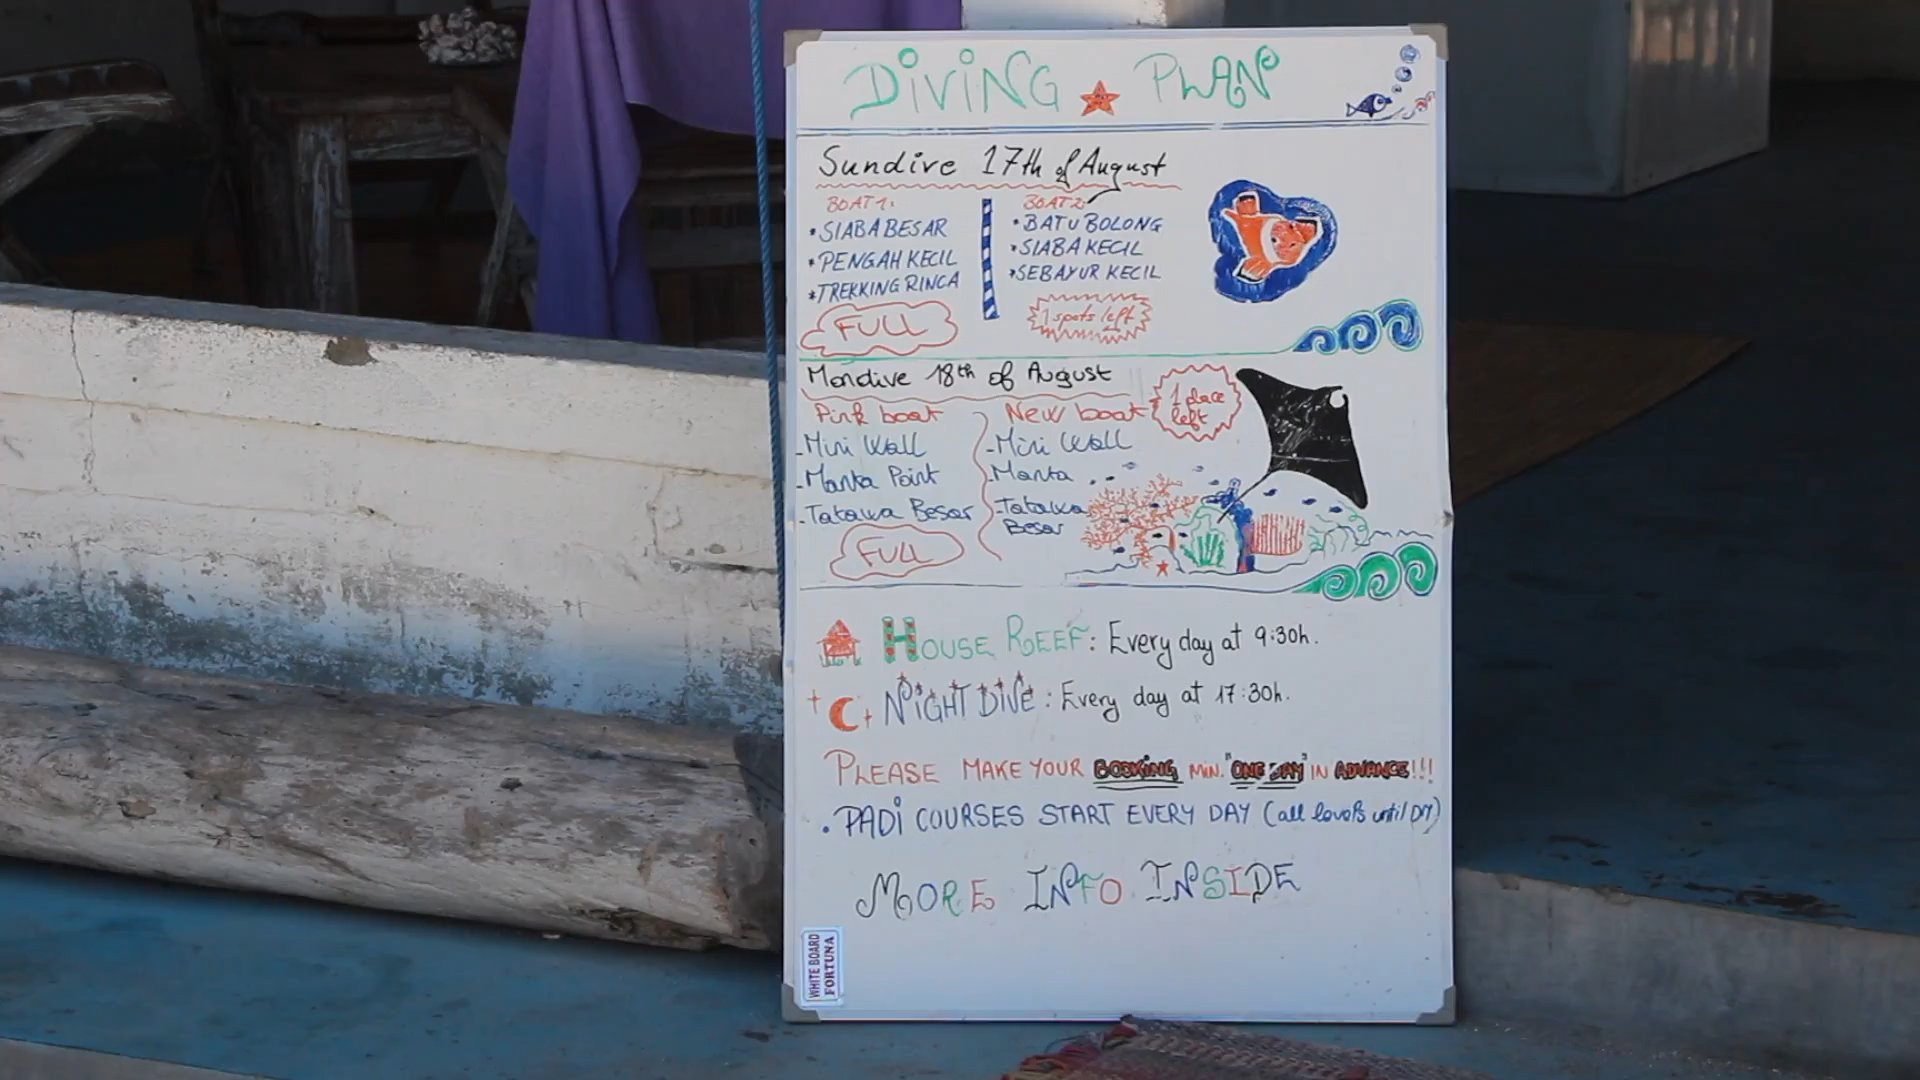 DIVING PLAN
Sundive 17th of August
BOAT 1:
*SIABA BESAR
*PENGAH KECIL
*TREKKING RINCA
FULL
BOAT 2
*BATU BOLONG
*SIABA KECIL
*SEBAYUR KECIL
1 spots left
Mondive 18th of August
1 place
left
Pink boat
-Mini Wall
-Manta Point
-Tatawa Besar
FULL
New boat
-Mini Wall
-Manta
-Tatawa
Besar
HOUSE REEF: Every day at 9:30h.
NIGHT DIVE: Every day at 17:30h.
PLEASE MAKE YOUR BOOKING MIN. "ONE DAY" IN ADVANCE!!!
• PADI COURSES START EVERY DAY (all levels until DM)
MORE INFO INSIDE
WHITE BOARD
FORTUNA